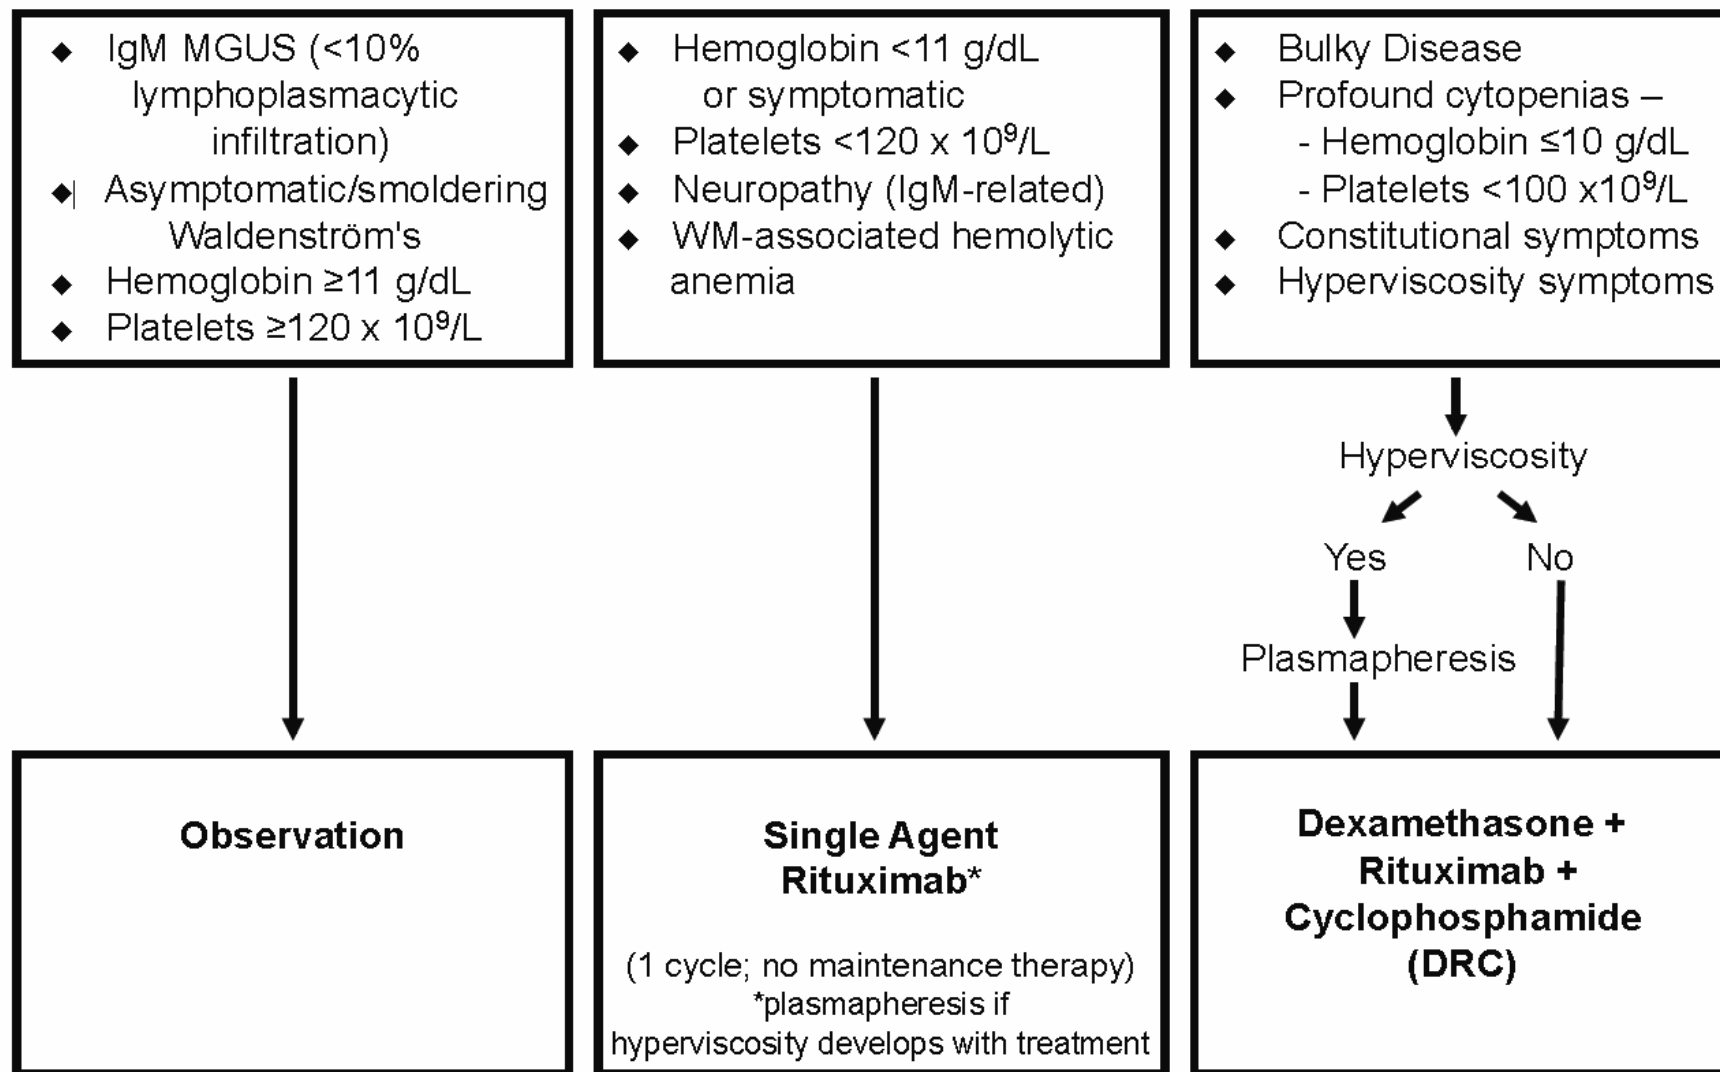 ◆ IgM MGUS (<10%
lymphoplasmacytic
infiltration)
◆ Asymptomatic/smoldering
Waldenström's
◆ Hemoglobin ≥11 g/dL
◆ Platelets ≥120 x 10⁹/L
◆ Hemoglobin <11 g/dL
or symptomatic
◆ Platelets <120 x 10⁹/L
◆ Neuropathy (IgM-related)
◆ WM-associated hemolytic
anemia
◆ Bulky Disease
◆ Profound cytopenias –
- Hemoglobin ≤10 g/dL
- Platelets <100 x10⁹/L
◆ Constitutional symptoms
◆ Hyperviscosity symptoms
Hyperviscosity
Yes
No
Plasmapheresis
Observation
Single Agent
Rituximab*
(1 cycle; no maintenance therapy)
*plasmapheresis if
hyperviscosity develops with treatment
Dexamethasone +
Rituximab +
Cyclophosphamide
(DRC)